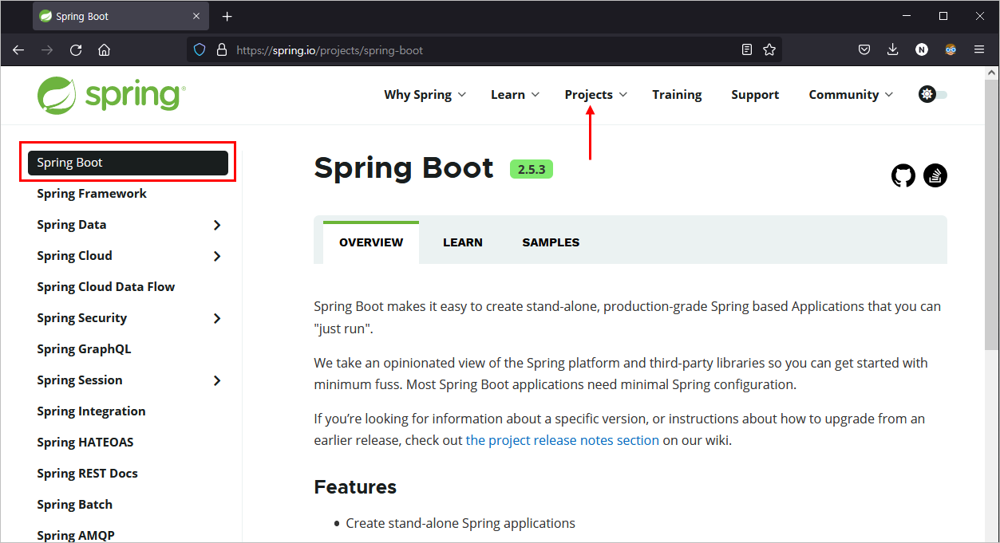 Spring Boot
https://spring.io/projects/spring-boot
N
spring®
Why Spring
Learn
Projects
Training
Support
Community
Spring Boot
Spring Framework
Spring Data
Spring Cloud
Spring Cloud Data Flow
Spring Security
Spring GraphQL
Spring Session
Spring Integration
Spring HATEOAS
Spring REST Docs
Spring Batch
Spring AMQP
Spring Boot 2.5.3
OVERVIEW
LEARN
SAMPLES
Spring Boot makes it easy to create stand-alone, production-grade Spring based Applications that you can
"just run".
We take an opinionated view of the Spring platform and third-party libraries so you can get started with
minimum fuss. Most Spring Boot applications need minimal Spring configuration.
If you’re looking for information about a specific version, or instructions about how to upgrade from an
earlier release, check out the project release notes section on our wiki.
Features
• Create stand-alone Spring applications